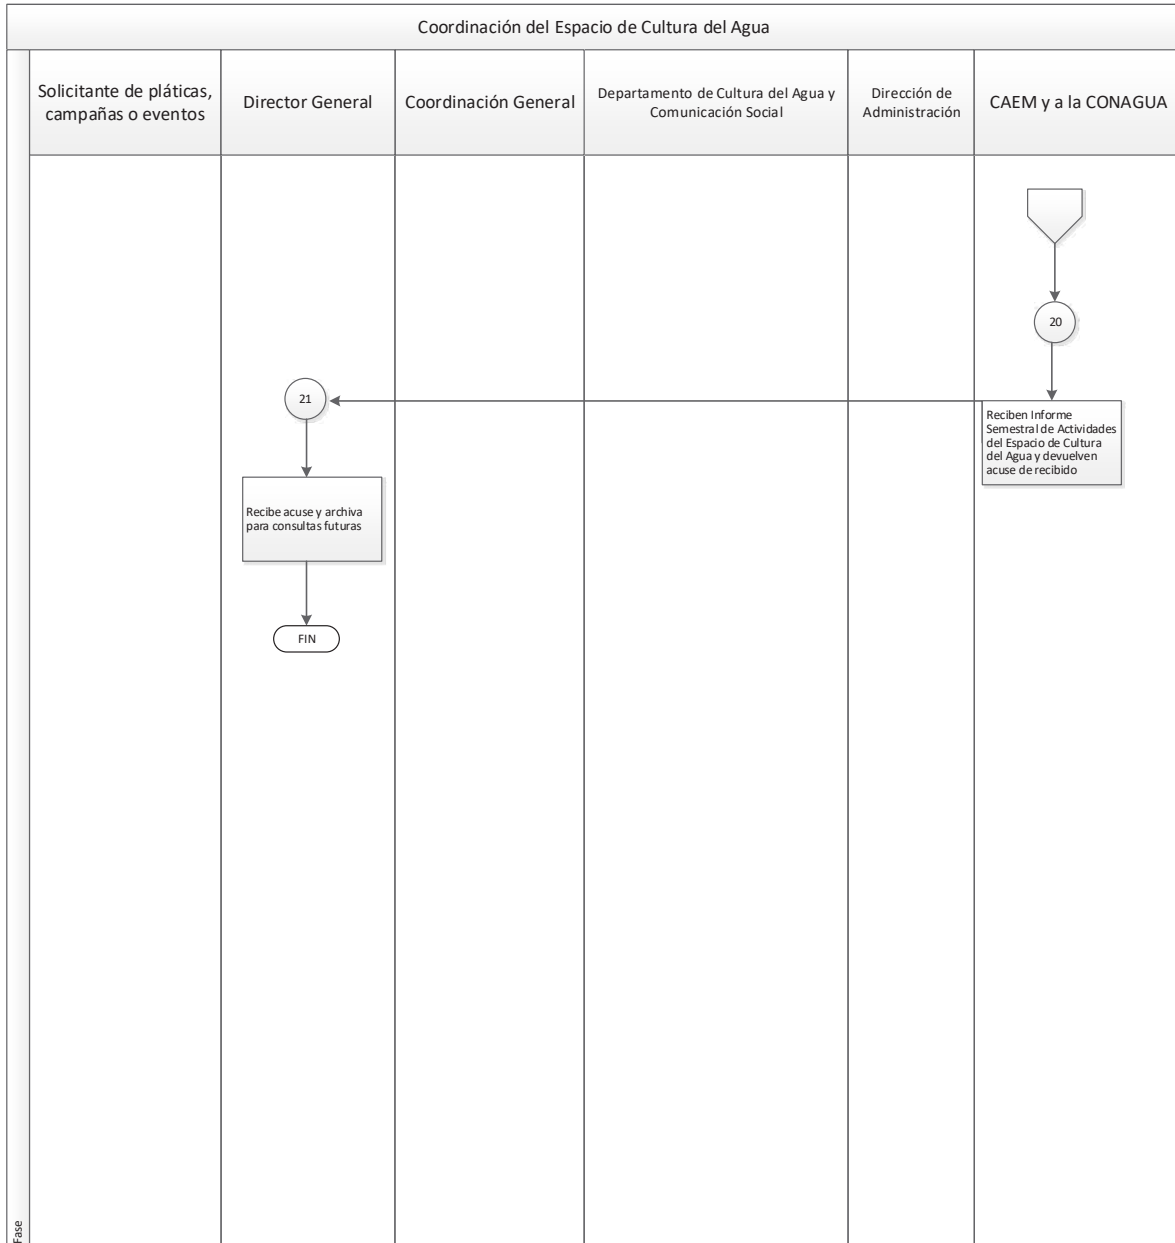 Coordinación del Espacio de Cultura del Agua
Solicitante de pláticas,
campañas o eventos
Director General
Coordinación General
Departamento de Cultura del Agua y
Comunicación Social
Dirección de
Administración
CAEM y a la CONAGUA
20
21
Reciben Informe
Semestral de Actividades
del Espacio de Cultura
del Agua y devuelven
acuse de recibido
Recibe acuse y archiva
para consultas futuras
FIN
Fase